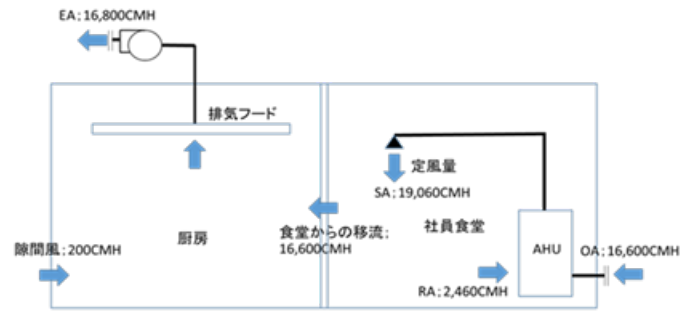 EA；16,800CMH
排気フード
定風量
SA；19,060CMH
食堂からの移流；
16,600CMH
社員食堂
厨房
隙間風；200CMH
AHU
OA；16,600CMH
RA；2,460CMH